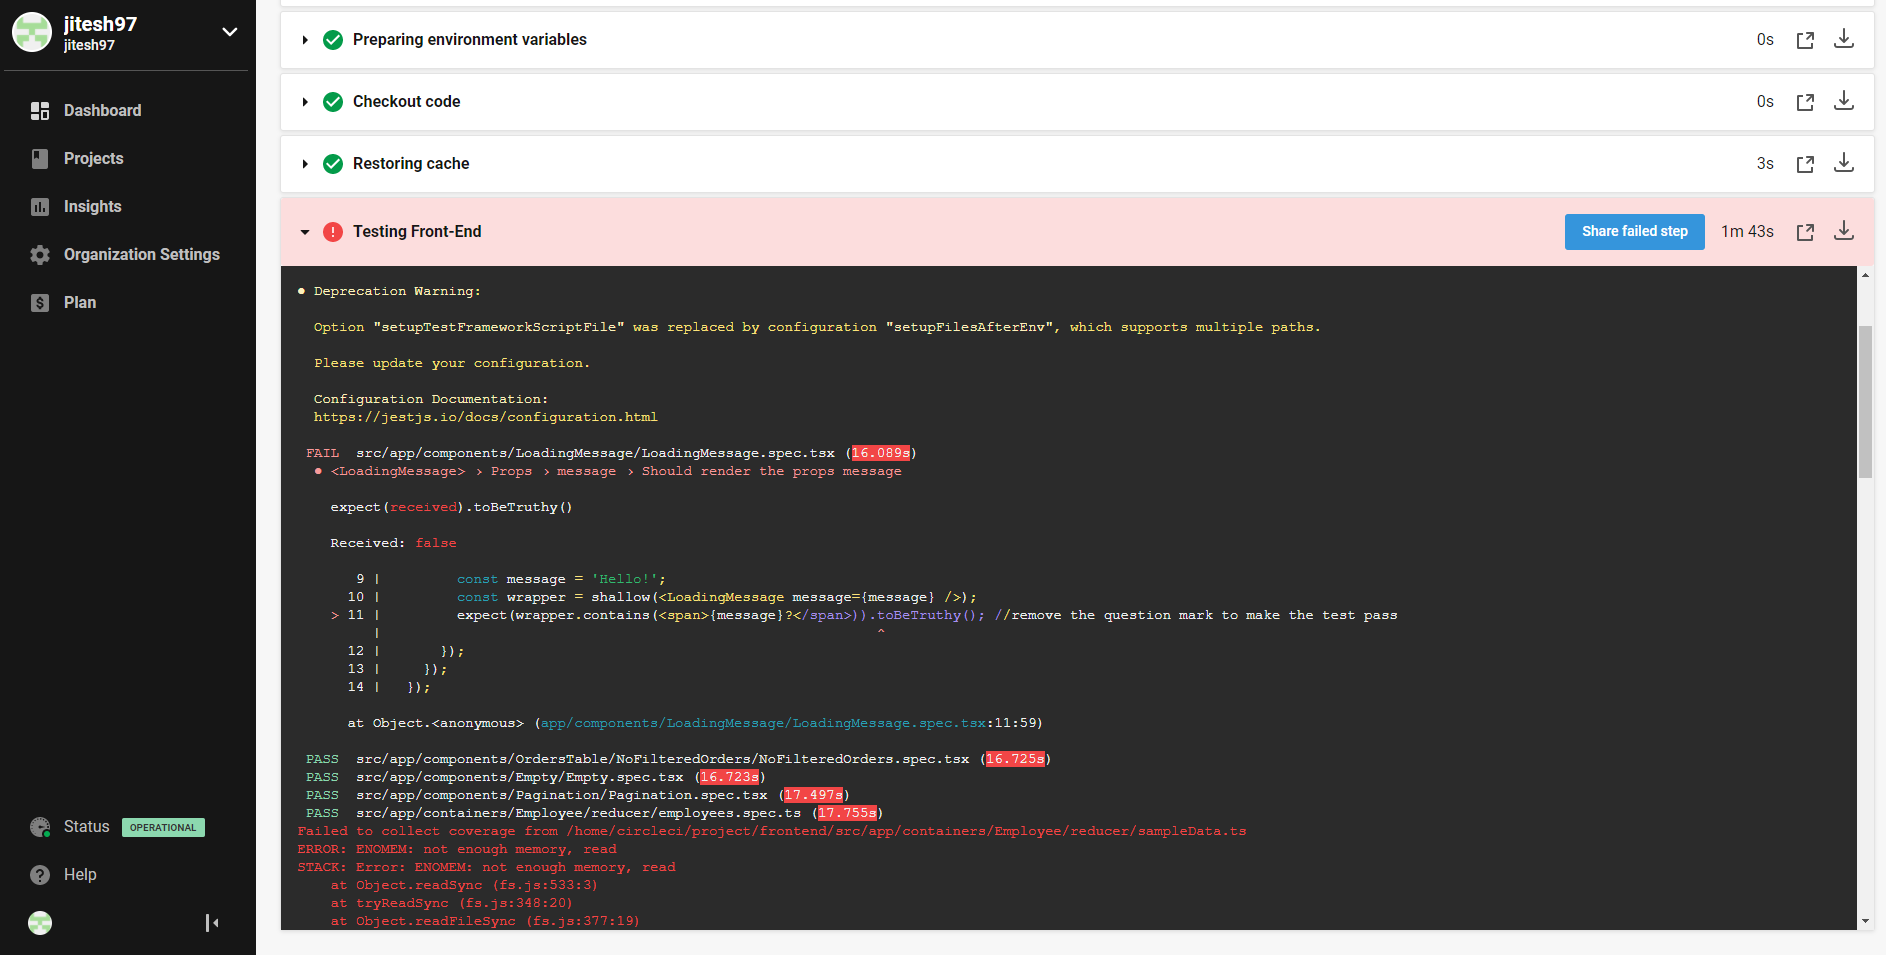 jitesh97
jitesh97
Dashboard
Projects
Insights
Organization Settings
Plan
Status OPERATIONAL
Help
Preparing environment variables 0s
Checkout code 0s
Restoring cache 3s
Testing Front-End Share failed step 1m 43s
● Deprecation Warning:
Option "setupTestFrameworkScriptFile" was replaced by configuration "setupFilesAfterEnv", which supports multiple paths.
Please update your configuration.
Configuration Documentation:
https://jestjs.io/docs/configuration.html
FAIL src/app/components/LoadingMessage/LoadingMessage.spec.tsx (16.089s)
● <LoadingMessage> › Props › message › Should render the props message
expect(received).toBeTruthy()
Received: false
9 | const message = 'Hello!';
10 | const wrapper = shallow(<LoadingMessage message={message} />);
> 11 | expect(wrapper.contains(<span>{message}?</span>)).toBeTruthy(); //remove the question mark to make the test pass
| ^
12 | });
13 | });
14 | });
at Object.<anonymous> (app/components/LoadingMessage/LoadingMessage.spec.tsx:11:59)
PASS src/app/components/OrdersTable/NoFilteredOrders/NoFilteredOrders.spec.tsx (16.725s)
PASS src/app/components/Empty/Empty.spec.tsx (16.723s)
PASS src/app/components/Pagination/Pagination.spec.tsx (17.497s)
PASS src/app/containers/Employee/reducer/employees.spec.ts (17.755s)
Failed to collect coverage from /home/circleci/project/frontend/src/app/containers/Employee/reducer/sampleData.ts
ERROR: ENOMEM: not enough memory, read
STACK: Error: ENOMEM: not enough memory, read
at Object.readSync (fs.js:533:3)
at tryReadSync (fs.js:348:20)
at Object.readFileSync (fs.js:377:19)